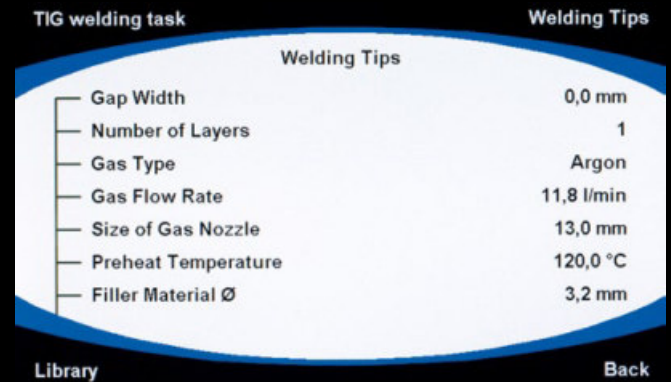 TIG welding task Welding Tips
Welding Tips
Gap Width 0,0 mm
Number of Layers 1
Gas Type Argon
Gas Flow Rate 11,8 l/min
Size of Gas Nozzle 13,0 mm
Preheat Temperature 120,0 °C
Filler Material Ø 3,2 mm
Library Back